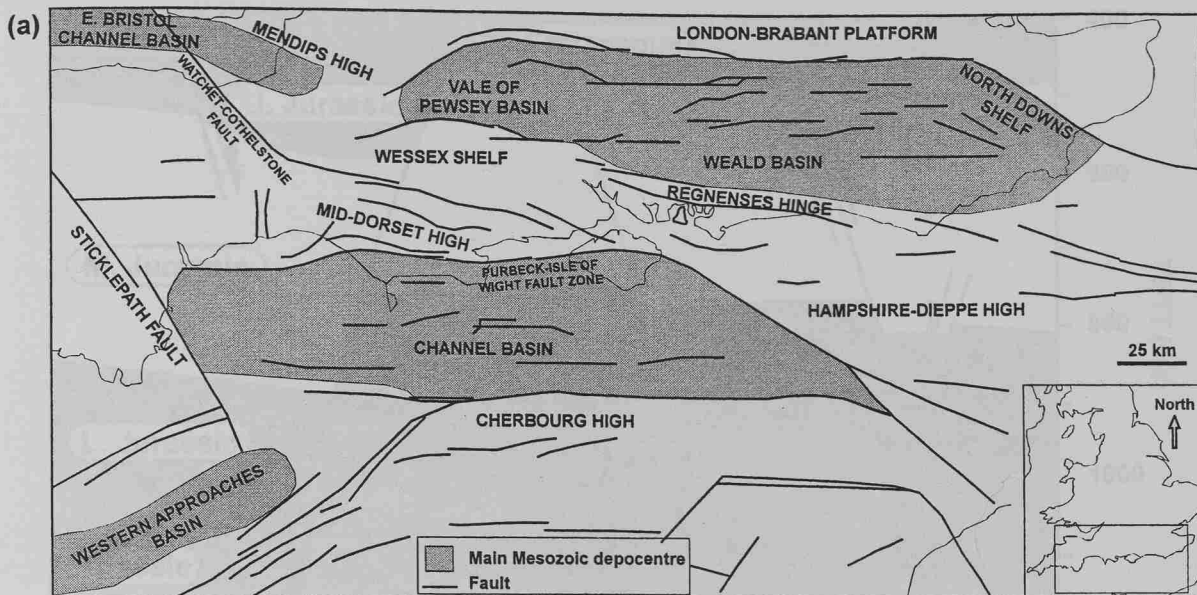 (a)
E. BRISTOL
CHANNEL BASIN
MENDIPS HIGH
LONDON-BRABANT PLATFORM
WATCHET-COTHELSTONE
FAULT
VALE OF
PEWSEY BASIN
NORTH DOWNS
SHELF
WESSEX SHELF
WEALD BASIN
REGNENSES HINGE
MID-DORSET HIGH
STICKLEPATH FAULT
PURBECK-ISLE OF
WIGHT FAULT ZONE
HAMPSHIRE-DIEPPE HIGH
CHANNEL BASIN
25 km
CHERBOURG HIGH
North
WESTERN APPROACHES
BASIN
Main Mesozoic depocentre
Fault